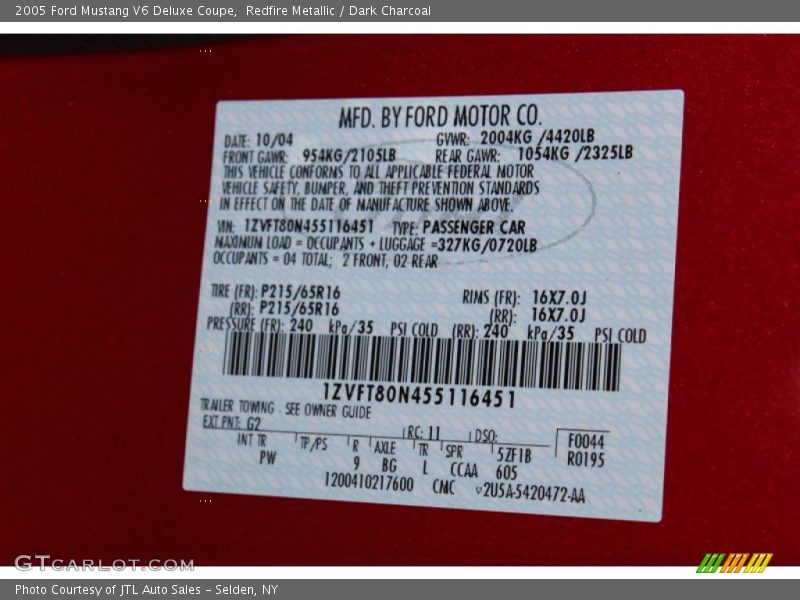 2005 Ford Mustang V6 Deluxe Coupe, Redfire Metallic / Dark Charcoal
MFD. BY FORD MOTOR CO.
DATE: 10/04 GVWR: 2004KG /4420LB
FRONT GAWR: 954KG/2105LB REAR GAWR: 1054KG /2325LB
THIS VEHICLE CONFORMS TO ALL APPLICABLE FEDERAL MOTOR
VEHICLE SAFETY, BUMPER, AND THEFT PREVENTION STANDARDS
IN EFFECT ON THE DATE OF MANUFACTURE SHOWN ABOVE.
VIN: 1ZVFT80N455116451 TYPE: PASSENGER CAR
MAXIMUM LOAD = OCCUPANTS + LUGGAGE =327KG/0720LB
OCCUPANTS = 04 TOTAL; 2 FRONT, 02 REAR
TIRE (FR): P215/65R16 RIMS (FR): 16X7.0J
(RR): P215/65R16 (RR): 16X7.0J
PRESSURE (FR): 240 kPa/35 PSI COLD (RR): 240 kPa/35 PSI COLD
1ZVFT80N455116451
TRAILER TOWING - SEE OWNER GUIDE
EXT PNT: G2 RC: 11 DSO: F0044
INT TR TP/PS R AXLE TR SPR 5ZF1B R0195
PW 9 BG L CCAA 605
1200410217600 CMC ▽2U5A-5420472-AA
GTCARLOT.COM
Photo Courtesy of JTL Auto Sales - Selden, NY